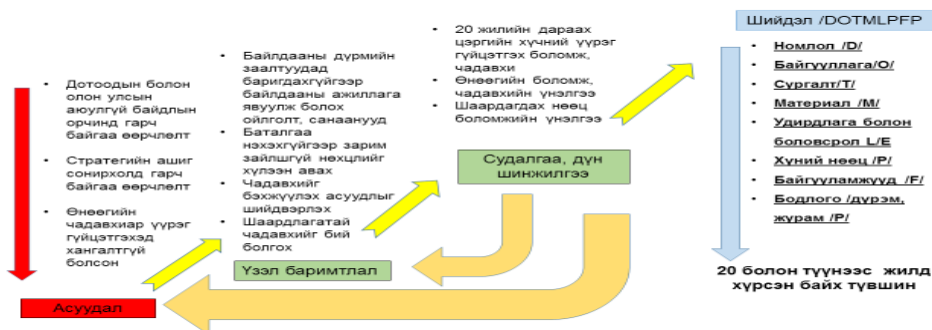 • Дотоодын болон
олон улсын
аюулгүй байдлын
орчинд гарч
байгаа өөрчлөлт
• Стратегийн ашиг
сонирхолд гарч
байгаа өөрчлөлт
• Өнөөгийн
чадавхиар үүрэг
гүйцэтгэхэд
хангалтгүй
болсон
Асуудал
• Байлдааны дүрмийн
заалтуудад
баригдахгүйгээр
байлдааны ажиллага
явуулж болох
ойлголт, санаанууд
• Баталгаа
нэхэхгүйгээр зарим
зайлшгүй нөхцлийг
хүлээн авах
• Чадавхийг
бэхжүүлэх асуудлыг
шийдвэрлэх
• Шаардлагатай
чадавхийг бий
болгох
Үзэл баримтлал
• 20 жилийн дараах
цэргийн хүчний үүрэг
гүйцэтгэх боломж,
чадавхи
• Өнөөгийн боломж,
чадавхийн үнэлгээ
• Шаардагдах нөөц
боломжийн үнэлгээ
Судалгаа, дүн
шинжилгээ
Шийдэл /DOTMLPFP
• Номлол /D/
• Байгууллага/O/
• Сургалт/T/
• Материал /M/
• Удирдлага болон
боловсрол L/E
• Хүний нөөц /P/
• Байгууламжууд /F/
• Бодлого /дүрэм,
журам /P/
20 болон түүнээс жилд
хүрсэн байх түвшин